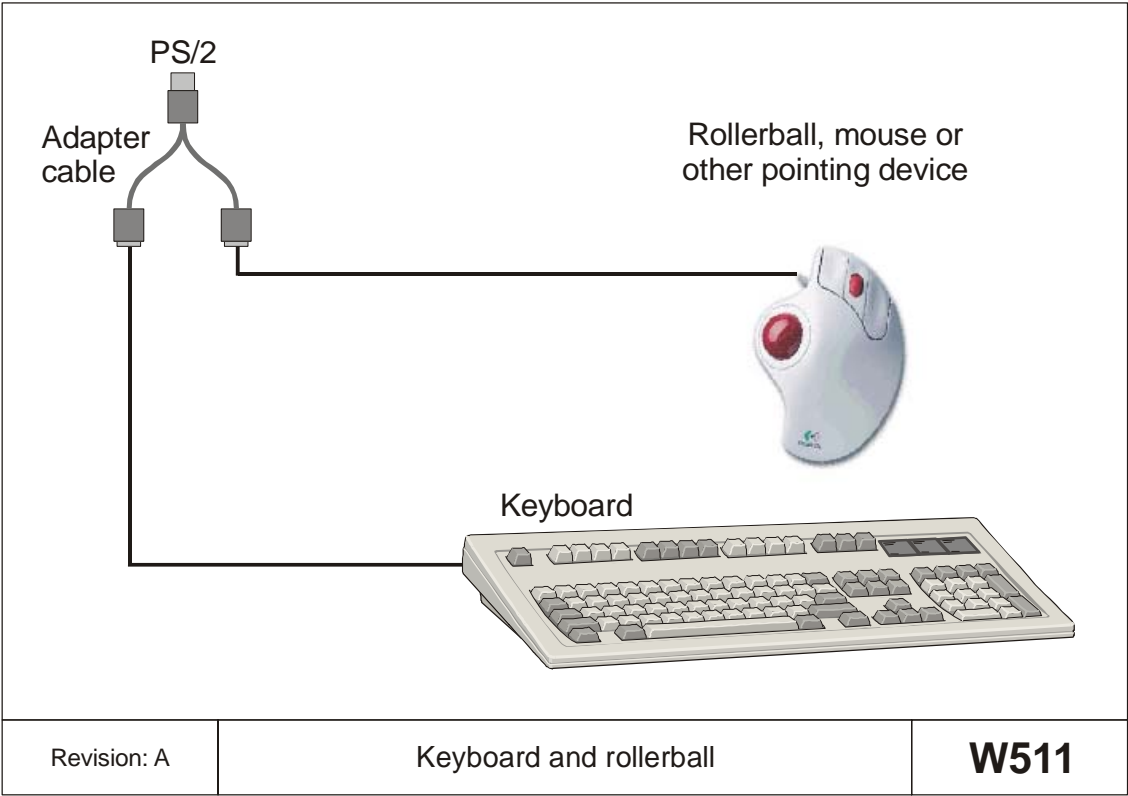 PS/2
Adapter
cable
Rollerball, mouse or
other pointing device
Keyboard
Revision: A
Keyboard and rollerball
W511